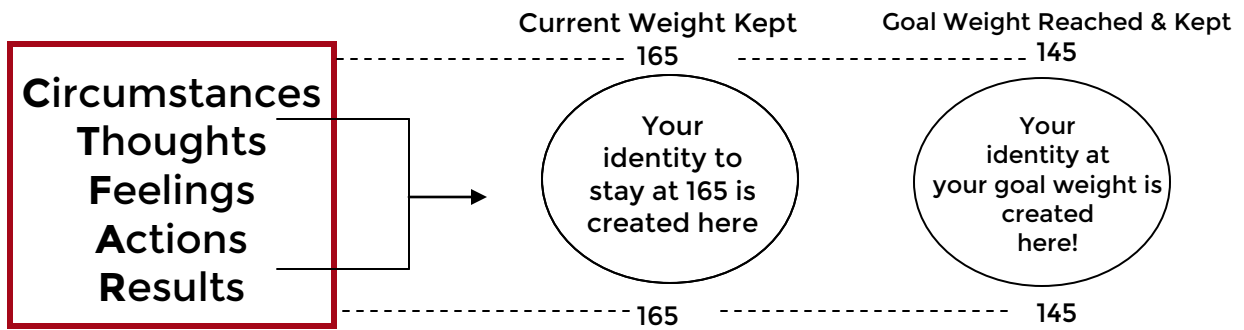 Current Weight Kept
165
Goal Weight Reached & Kept
145
Circumstances
Thoughts
Feelings
Actions
Results
Your
identity to
stay at 165 is
created here
Your
identity at
your goal weight is
created
here!
165
145